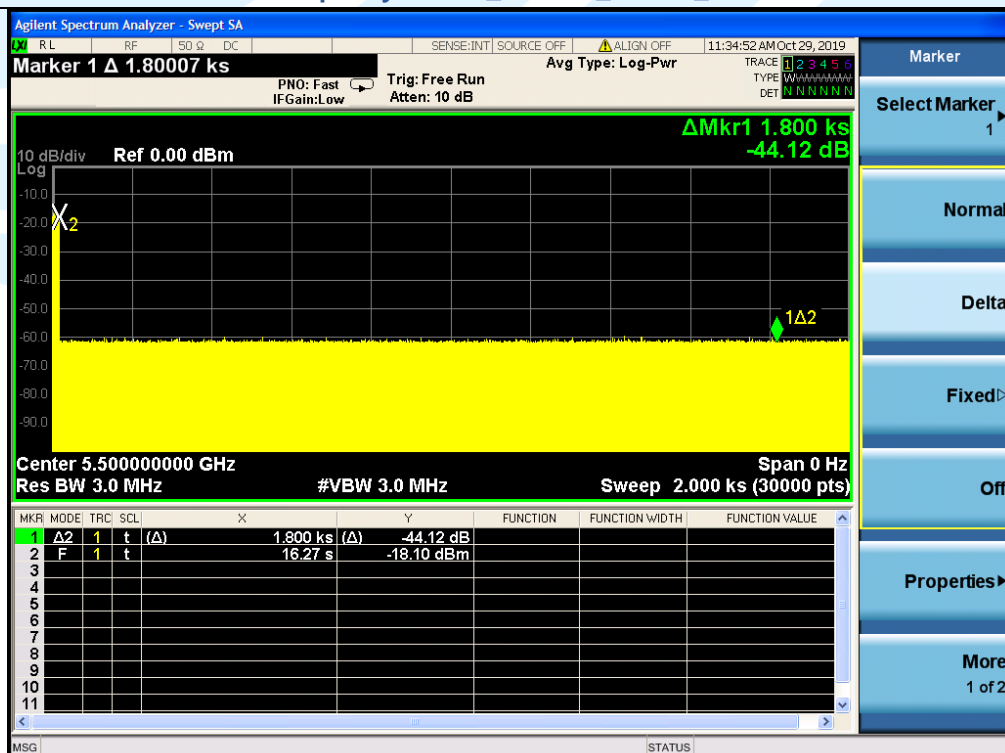 Agilent Spectrum Analyzer - Swept SA
LXI RL RF 50 Ω DC SENSE:INT SOURCE OFF ALIGN OFF 11:34:52 AM Oct 29, 2019
Marker 1 Δ 1.80007 ks
PNO: Fast
IFGain:Low
Trig: Free Run
Atten: 10 dB
Avg Type: Log-Pwr
TRACE 1 2 3 4 5 6
TYPE WWWWWWW
DET N N N N N N
ΔMkr1 1.800 ks
-44.12 dB
10 dB/div Ref 0.00 dBm
Log
-10.0
-20.0
-30.0
-40.0
-50.0
-60.0
-70.0
-80.0
-90.0
2
1Δ2
Center 5.500000000 GHz Span 0 Hz
Res BW 3.0 MHz #VBW 3.0 MHz Sweep 2.000 ks (30000 pts)
MKR MODE TRC SCL X Y FUNCTION FUNCTION WIDTH FUNCTION VALUE
1 Δ2 1 t (Δ) 1.800 ks (Δ) -44.12 dB
2 F 1 t 16.27 s -18.10 dBm
3
4
5
6
7
8
9
10
11
MSG STATUS
Marker
Select Marker
1
Normal
Delta
Fixed
Off
Properties
More
1 of 2